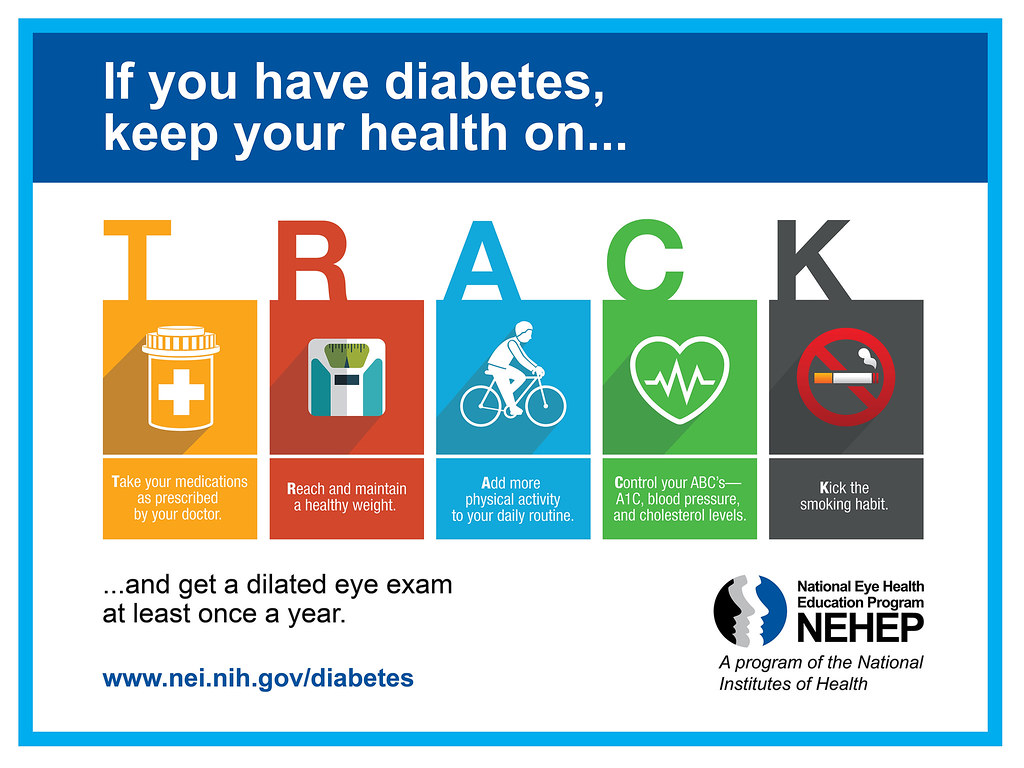 If you have diabetes,
keep your health on...
T R A C K
Take your medications
as prescribed
by your doctor.
Reach and maintain
a healthy weight.
Add more
physical activity
to your daily routine.
Control your ABC's—
A1C, blood pressure,
and cholesterol levels.
Kick the
smoking habit.
...and get a dilated eye exam
at least once a year.
www.nei.nih.gov/diabetes
National Eye Health
Education Program
NEHEP
A program of the National
Institutes of Health